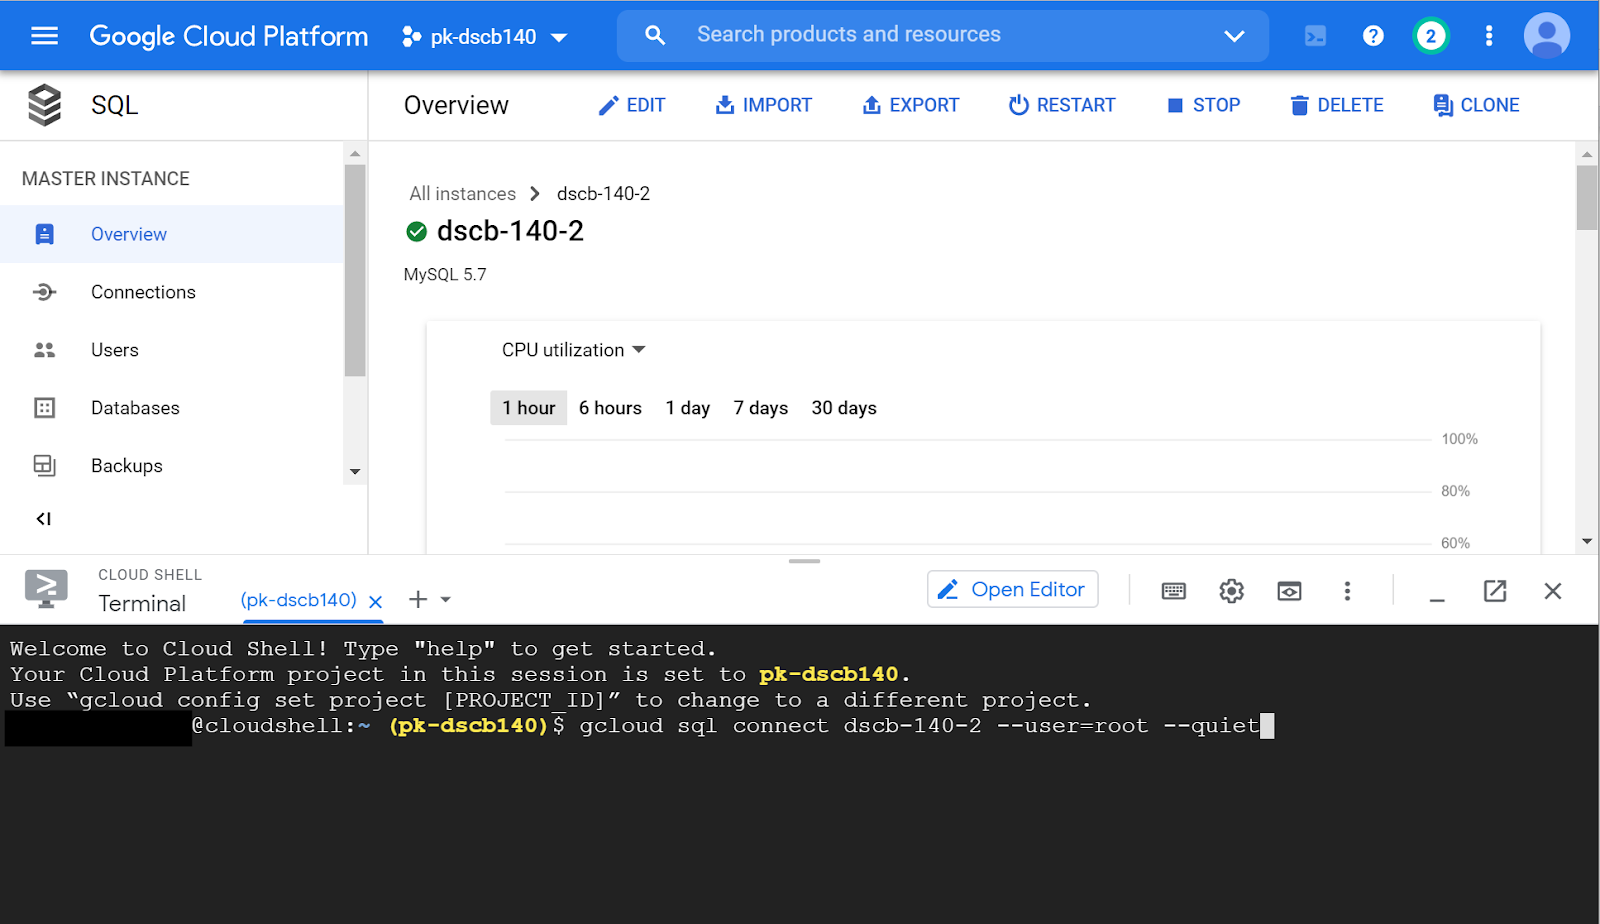 Google Cloud Platform pk-dscb140 Search products and resources 2
SQL Overview EDIT IMPORT EXPORT RESTART STOP DELETE CLONE
MASTER INSTANCE
Overview
Connections
Users
Databases
Backups
All instances dscb-140-2
dscb-140-2
MySQL 5.7
CPU utilization
1 hour 6 hours 1 day 7 days 30 days
100%
80%
60%
CLOUD SHELL
Terminal (pk-dscb140) Open Editor
Welcome to Cloud Shell! Type "help" to get started.
Your Cloud Platform project in this session is set to pk-dscb140.
Use “gcloud config set project [PROJECT_ID]” to change to a different project.
@cloudshell:~ (pk-dscb140)$ gcloud sql connect dscb-140-2 --user=root --quiet